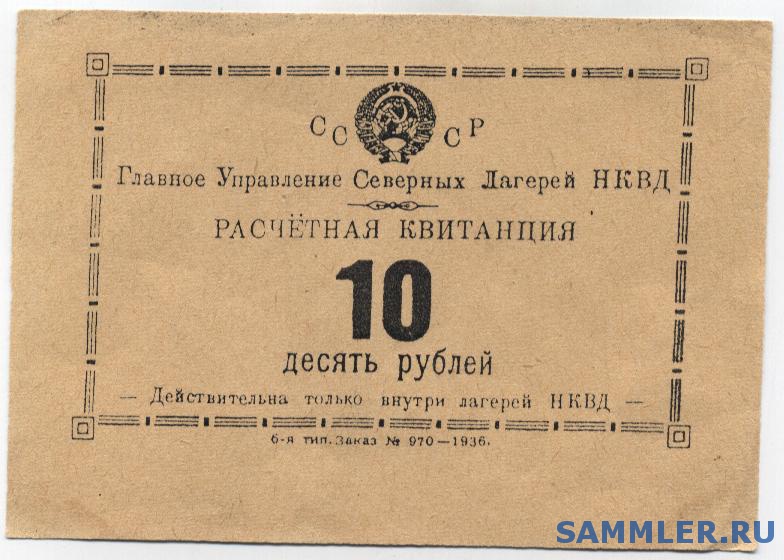 СССР
Главное Управление Северных Лагерей НКВД
РАСЧЁТНАЯ КВИТАНЦИЯ
10
десять рублей
— Действительна только внутри лагерей НКВД —
6-я тип. Заказ № 970—1936.
SAMMLER.RU